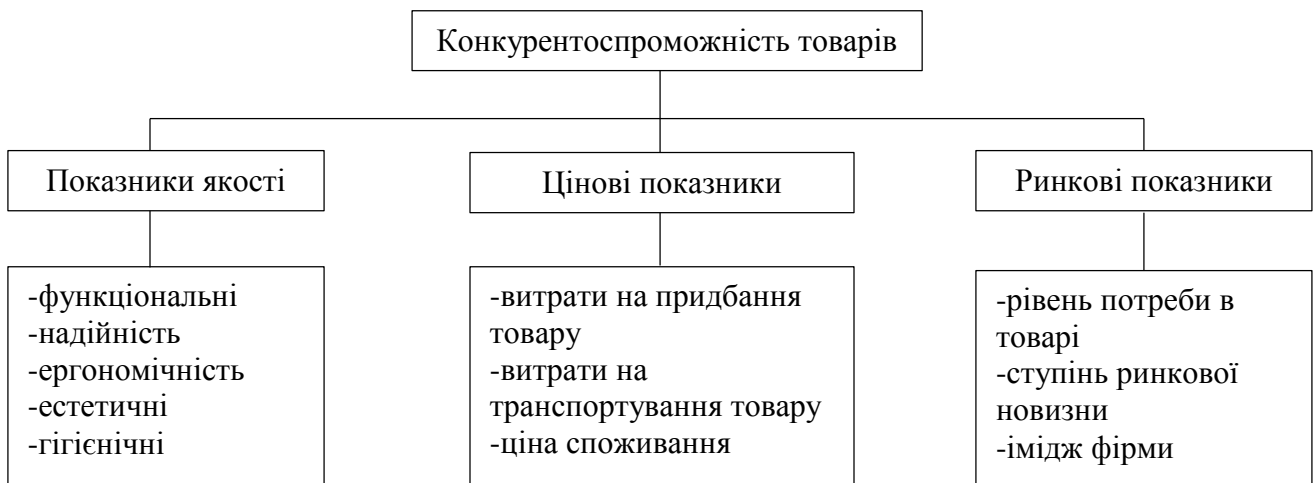 Конкурентоспроможність товарів
Показники якості
Цінові показники
Ринкові показники
-функціональні
-надійність
-ергономічність
-естетичні
-гігієнічні
-витрати на придбання
товару
-витрати на
транспортування товару
-ціна споживання
-рівень потреби в
товарі
-ступінь ринкової
новизни
-імідж фірми